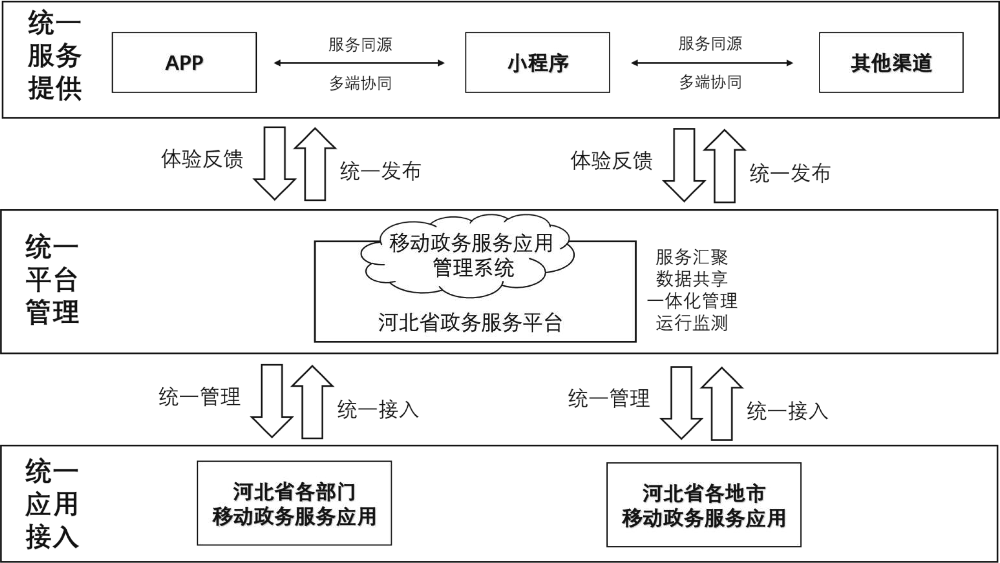 统一
服务
提供
APP
服务同源
多端协同
小程序
服务同源
多端协同
其他渠道
体验反馈
统一发布
体验反馈
统一发布
统一
平台
管理
移动政务服务应用
管理系统
河北省政务服务平台
服务汇聚
数据共享
一体化管理
运行监测
统一管理
统一接入
统一管理
统一接入
统一
应用
接入
河北省各部门
移动政务服务应用
河北省各地市
移动政务服务应用